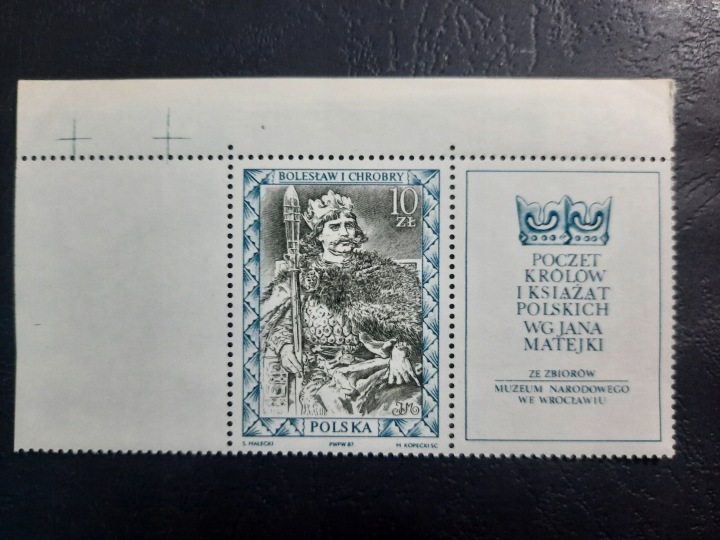 BOLESŁAW I CHROBRY
10
ZŁ
JM
POLSKA
S. MAŁECKI PWPW 87 M. KOPECKI SC.
POCZET
KRÓLÓW
I KSIĄŻĄT
POLSKICH
WG JANA
MATEJKI
ZE ZBIORÓW
MUZEUM NARODOWEGO
WE WROCŁAWIU